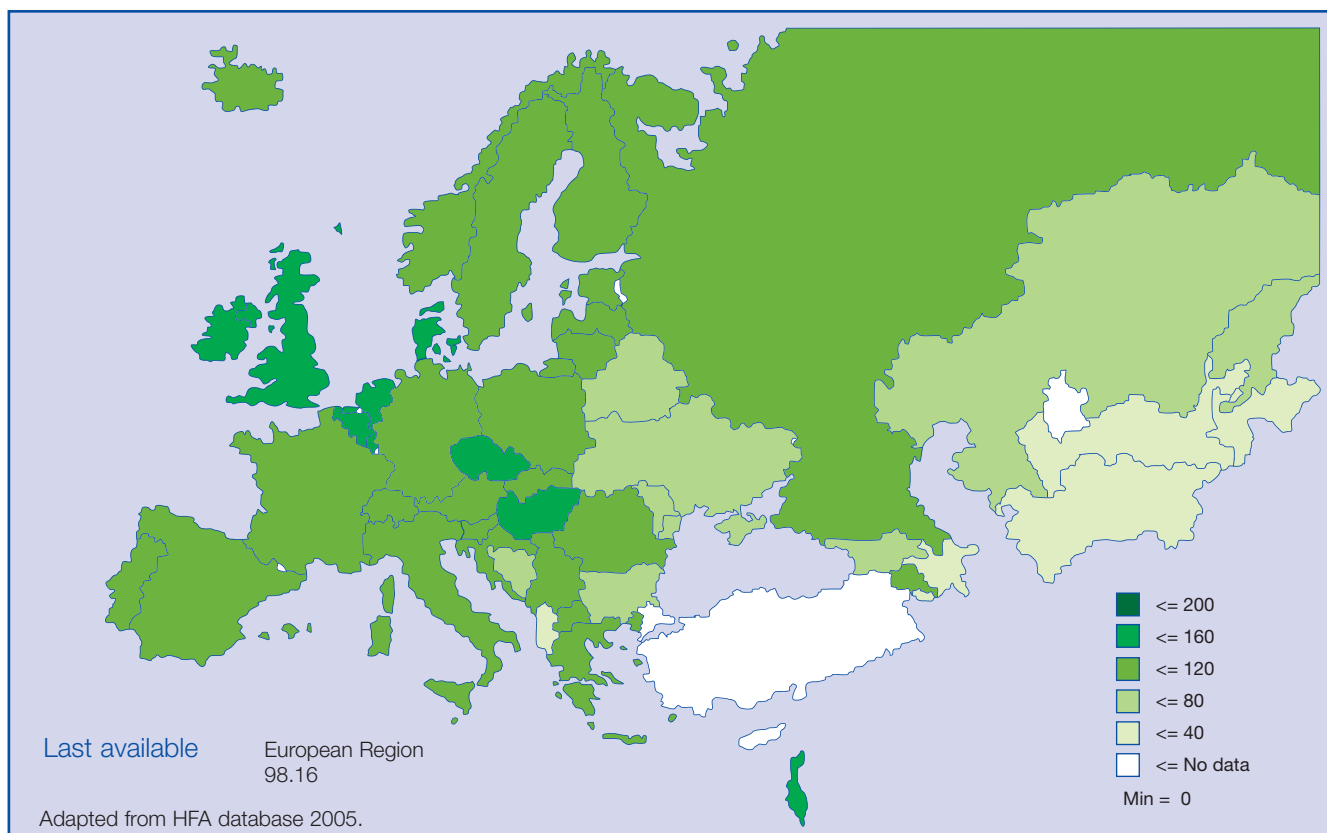 <= 200
<= 160
<= 120
<= 80
<= 40
<= No data
Min = 0
Last available
European Region
98.16
Adapted from HFA database 2005.